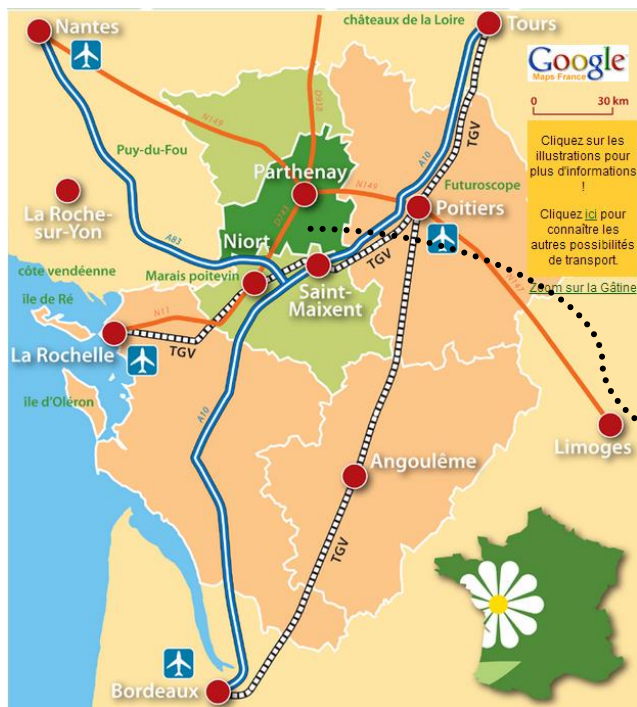 Nantes
châteaux de la Loire
Tours
Google
Maps France
0 30 km
N149
D938
TGV
A10
Cliquez sur les
illustrations pour
plus d'informations
!
Cliquez ici pour
connaître les
autres possibilités
de transport.
Zoom sur la Gâtine
Puy-du-Fou
Parthenay
N149
Futuroscope
Poitiers
La Roche-
sur-Yon
A83
D743
Niort
TGV
côte vendéenne
Marais poitevin
Saint-
Maixent
N147
île de Ré
N11
La Rochelle
TGV
île d'Oléron
A10
Limoges
Angoulême
TGV
Bordeaux